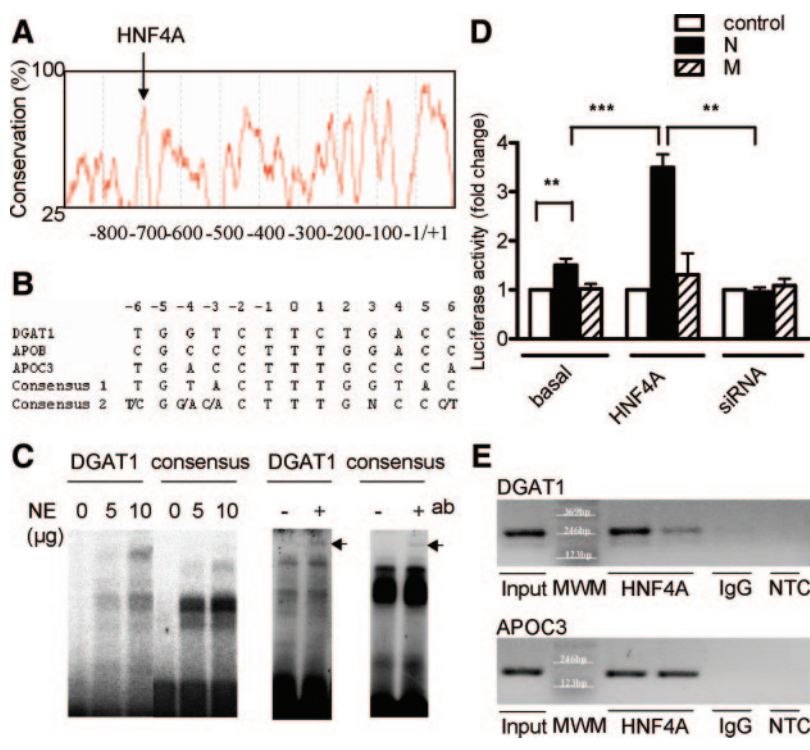 A
HNF4A
Conservation (%)
100
25
-800 -700 -600 -500 -400 -300 -200 -100 -1/+1
B
-6 -5 -4 -3 -2 -1 0 1 2 3 4 5 6
DGAT1 T G G T C T T C T G A C C
APOB C G C C C T T T G G A C C
APOC3 T G A C C T T T G C C C A
Consensus 1 T G T A C T T T G G T A C
Consensus 2 T/C G G/A C/A C T T T G N C C C/T
C
DGAT1 consensus
NE 0 5 10 0 5 10
(µg)
DGAT1 consensus
- + - + ab
D
control
N
M
Luciferase activity (fold change)
4
3
2
1
0
**
***
**
basal HNF4A siRNA
E
DGAT1
369bp
246bp
123bp
Input MWM HNF4A IgG NTC
APOC3
246bp
123bp
Input MWM HNF4A IgG NTC